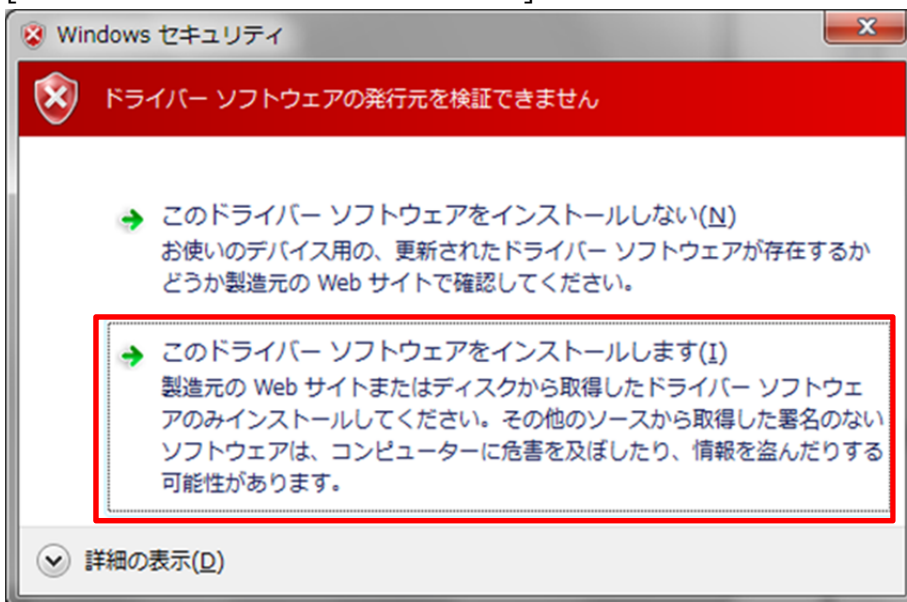 Windows セキュリティ
ドライバー ソフトウェアの発行元を検証できません
このドライバー ソフトウェアをインストールしない(N)
お使いのデバイス用の、更新されたドライバー ソフトウェアが存在するか
どうか製造元の Web サイトで確認してください。
このドライバー ソフトウェアをインストールします(I)
製造元の Web サイトまたはディスクから取得したドライバー ソフトウェ
アのみインストールしてください。その他のソースから取得した署名のない
ソフトウェアは、コンピューターに危害を及ぼしたり、情報を盗んだりする
可能性があります。
詳細の表示(D)